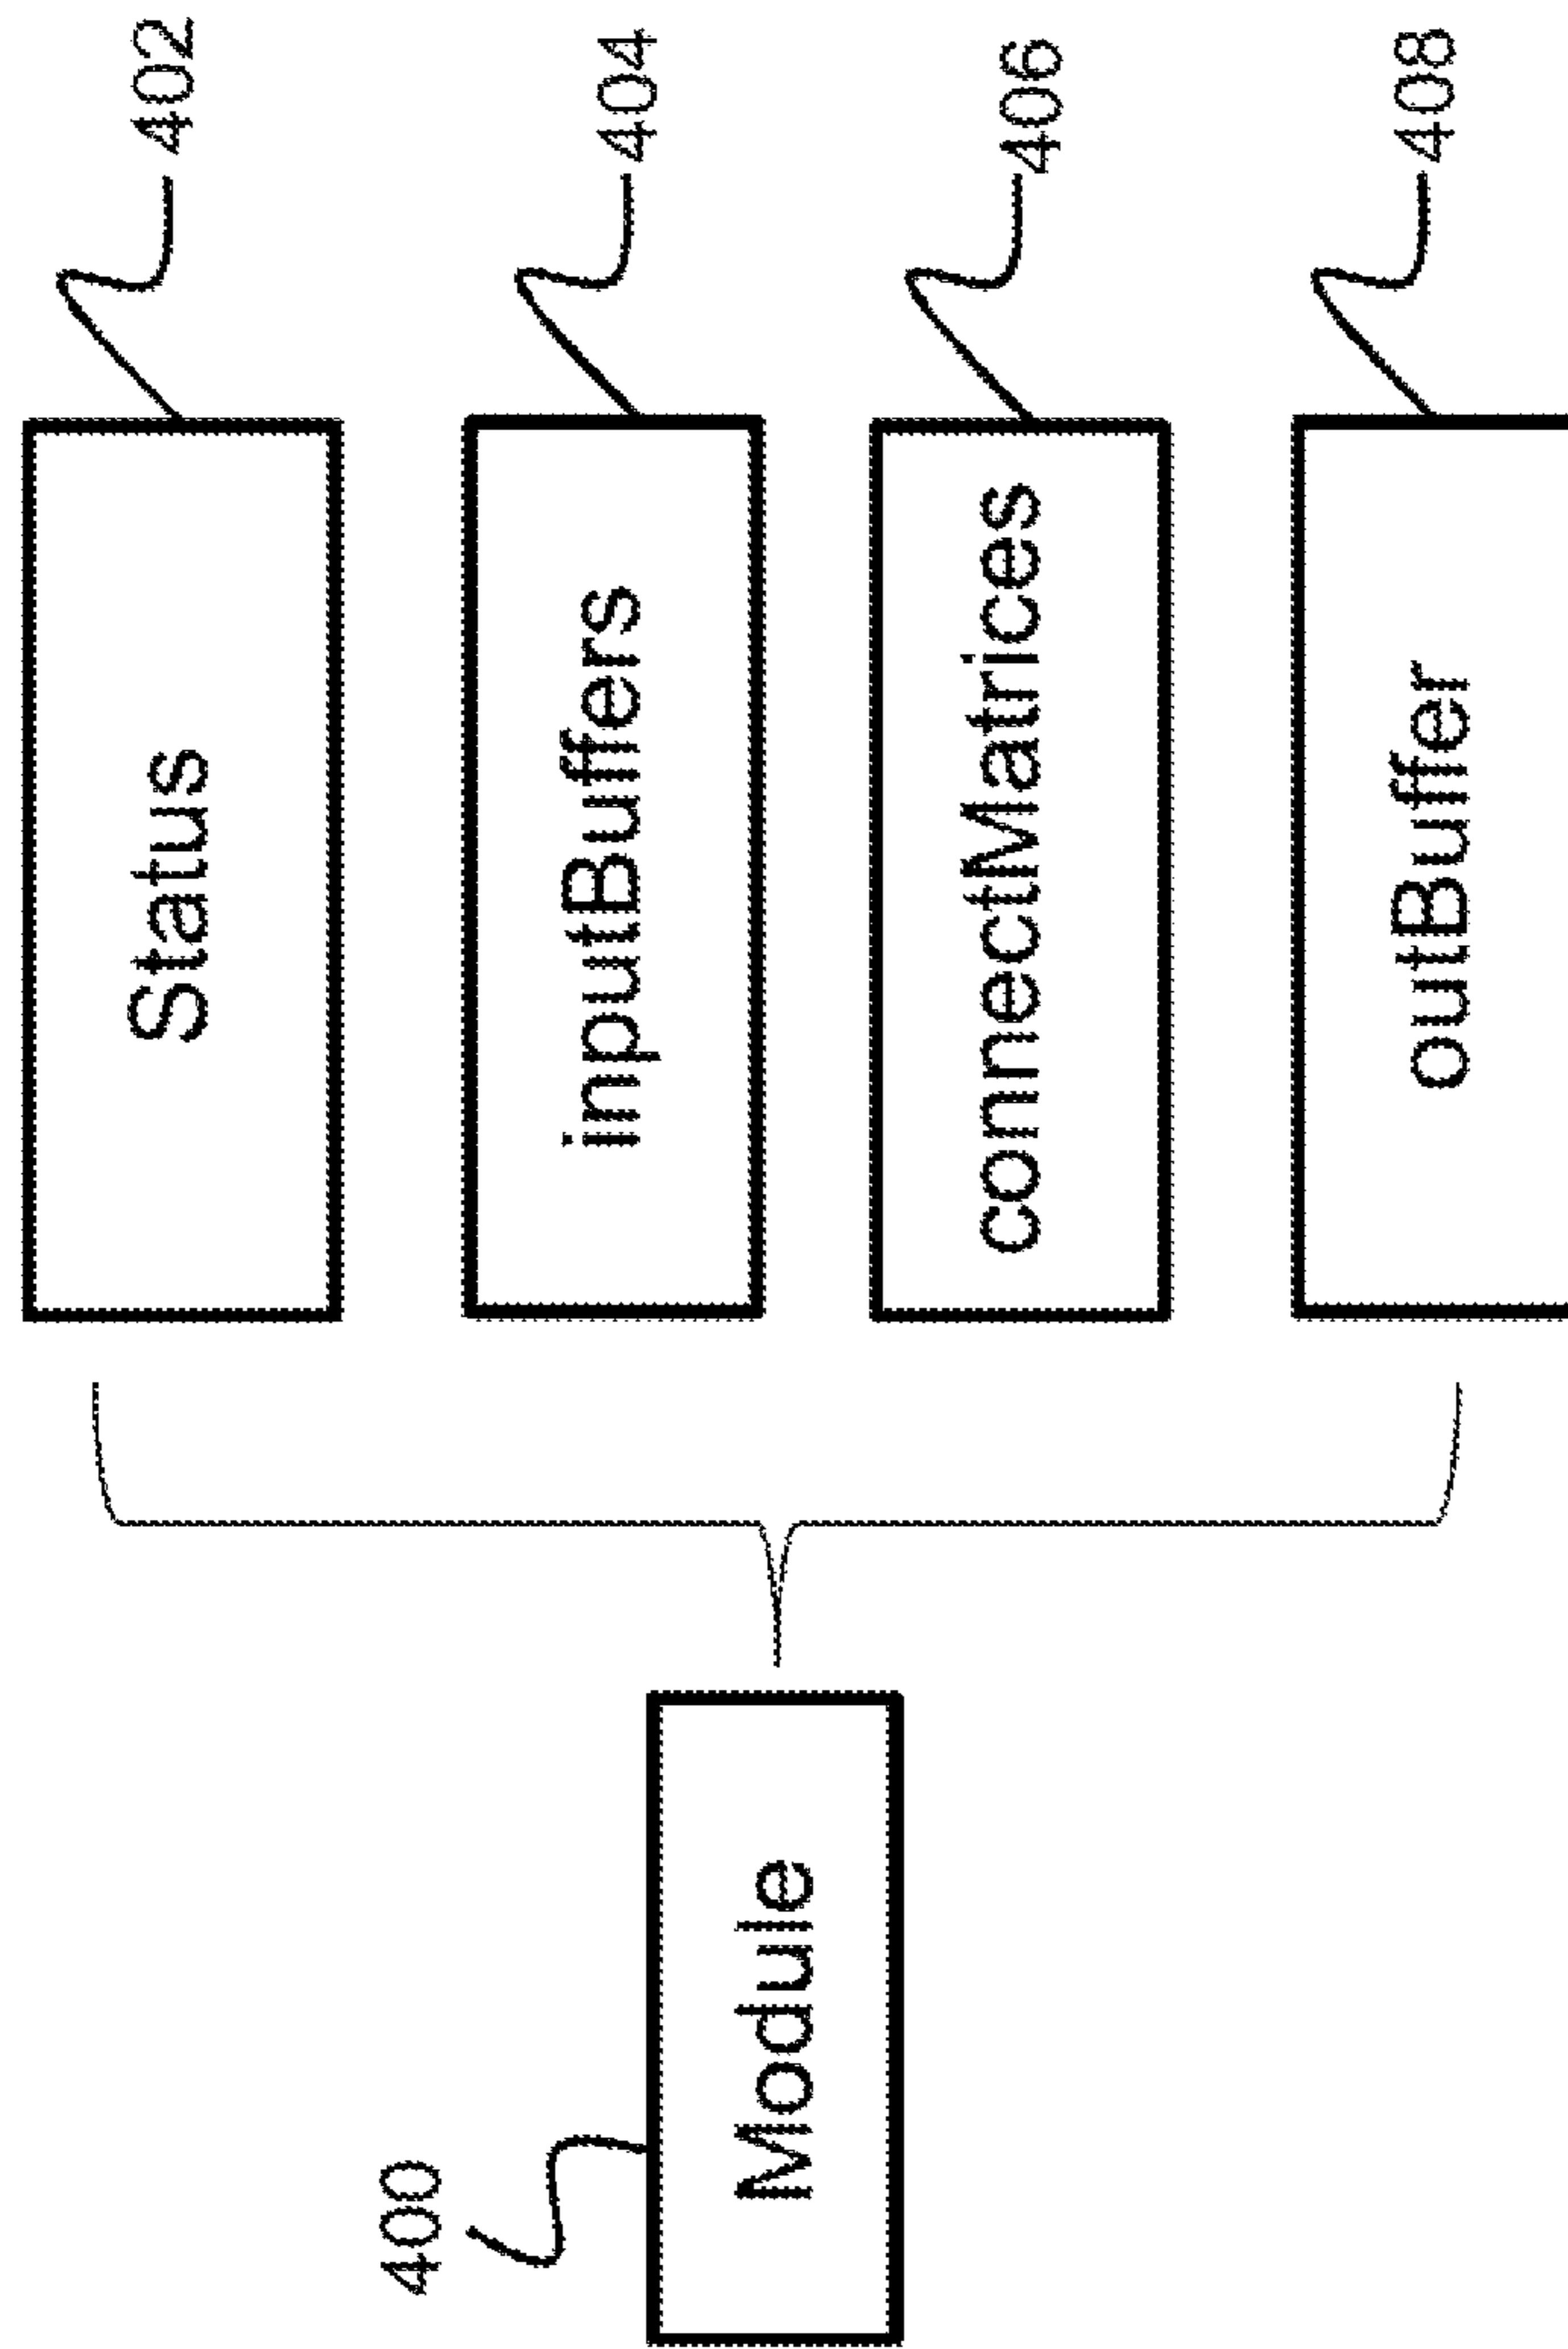 400
Module
Status
402
inputBuffers
404
connectMatrices
406
outBuffer
408